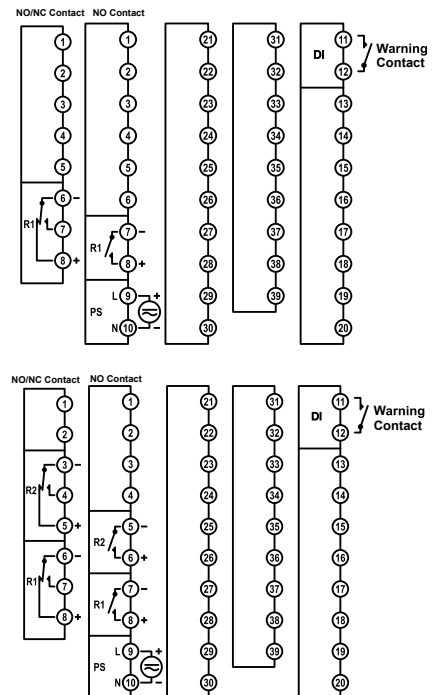 NO/NC Contact NO Contact
1 1 21 31 11
DI Warning
2 2 22 32 12 Contact
3 3 23 33 13
4 4 24 34 14
5 5 25 35 15
6 − 6 26 36 16
R1 7 7 − 27 37 17
R1
8 + 8 + 28 38 18
L 9 + 29 39 19
PS
N 10 − 30 20
NO/NC Contact NO Contact
1 1 21 31 11
DI Warning
2 2 22 32 12 Contact
3 − 3 23 33 13
R2 4 4 24 34 14
5 + 5 − 25 35 15
R2
6 − 6 + 26 36 16
R1 7 7 − 27 37 17
R1
8 + 8 + 28 38 18
L 9 + 29 39 19
PS
N 10 − 30 20